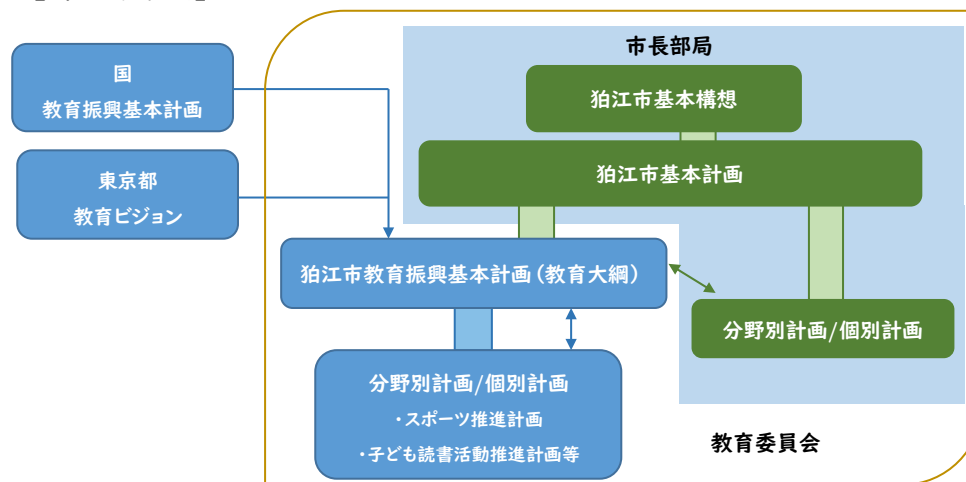 市長部局
国
教育振興基本計画
東京都
教育ビジョン
狛江市基本構想
狛江市基本計画
狛江市教育振興基本計画（教育大綱）
分野別計画/個別計画
分野別計画/個別計画
・スポーツ推進計画
・子ども読書活動推進計画等
教育委員会